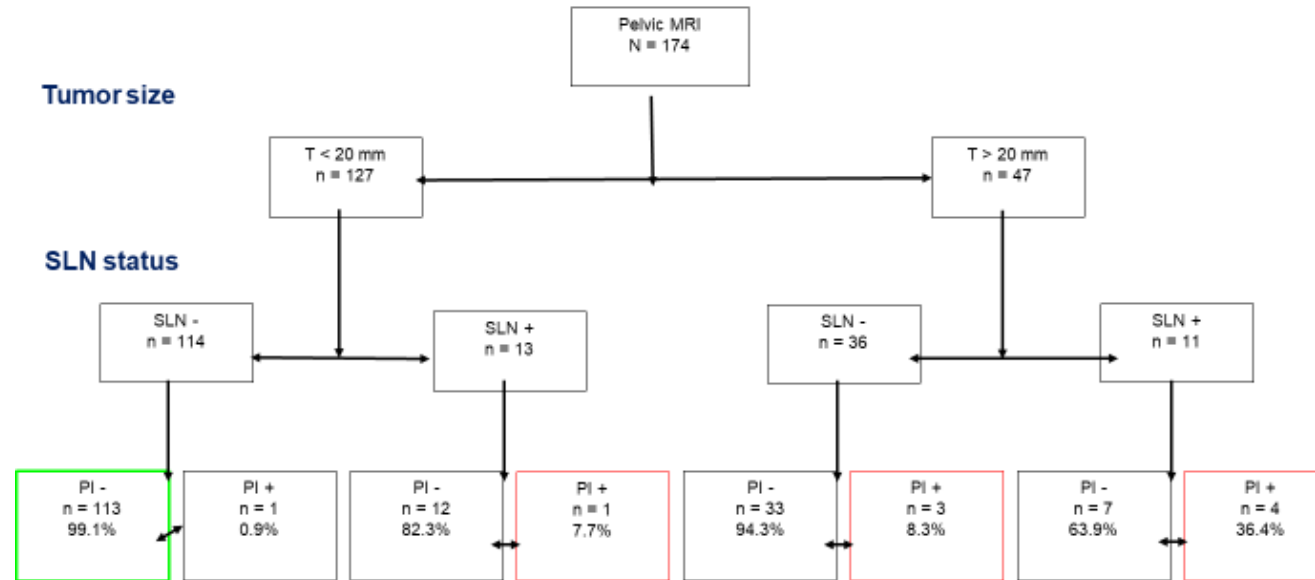 Pelvic MRI
N = 174
Tumor size
T < 20 mm
n = 127
T > 20 mm
n = 47
SLN status
SLN -
n = 114
SLN +
n = 13
SLN -
n = 36
SLN +
n = 11
PI -
n = 113
99.1%
PI +
n = 1
0.9%
PI -
n = 12
82.3%
PI +
n = 1
7.7%
PI -
n = 33
94.3%
PI +
n = 3
8.3%
PI -
n = 7
63.9%
PI +
n = 4
36.4%